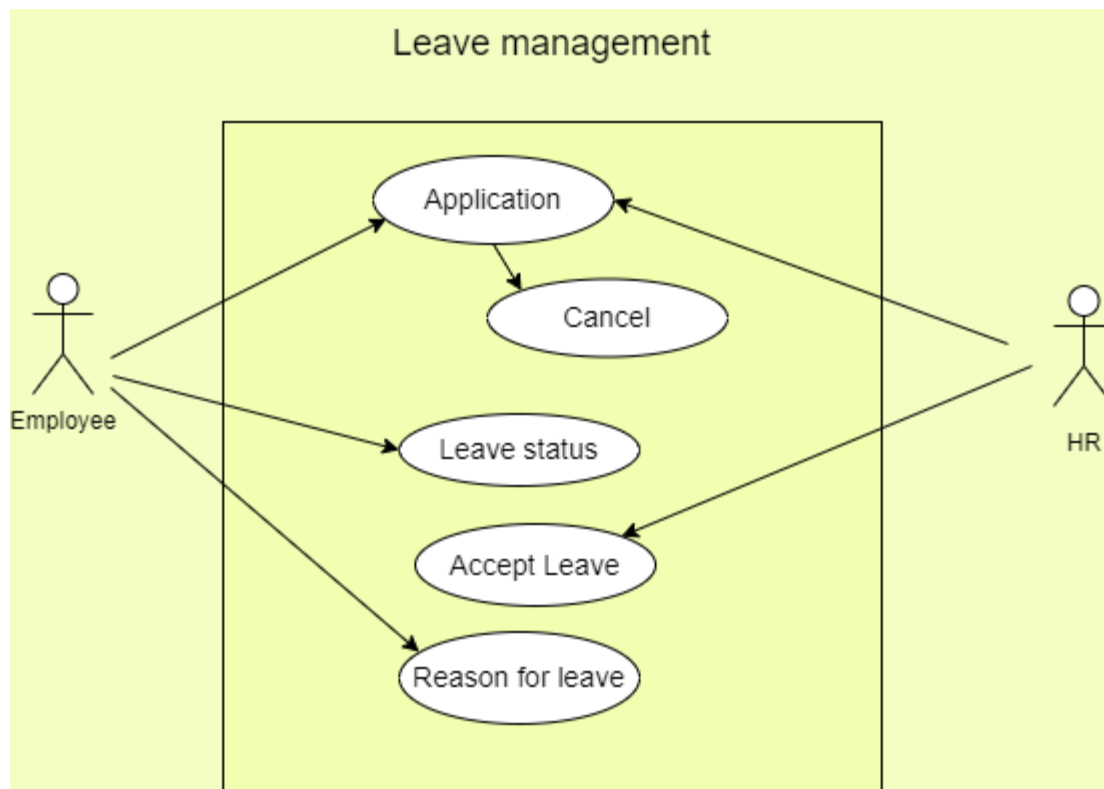 Leave management
Application
Cancel
Employee
Leave status
HR
Accept Leave
Reason for leave